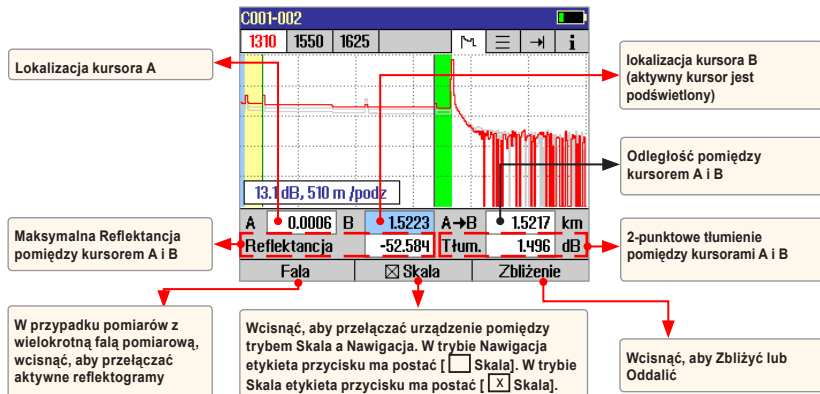 C001-002
1310 1550 1625 i
Lokalizacja kursora A
lokalizacja kursora B
(aktywny kursor jest
podświetlony)
Odległość pomiędzy
kursorem A i B
13.1 dB, 510 m /podz
A 0.0006 B 1.5223 A→B 1.5217 km
Reflektancja -52.584 Tłum. 1.496 dB
Maksymalna Reflektancja
pomiędzy kursorem A i B
2-punktowe tłumienie
pomiędzy kursorami A i B
Fala ☒ Skala Zbliżenie
W przypadku pomiarów z
wielokrotną falą pomiarową,
wcisnąć, aby przełączać
aktywne reflektogramy
Wcisnąć, aby przełączać urządzenie pomiędzy
trybem Skala a Nawigacja. W trybie Nawigacja
etykieta przycisku ma postać [ ☐ Skala]. W trybie
Skala etykieta przycisku ma postać [ X Skala].
Wcisnąć, aby Zbliżyć lub
Oddalić